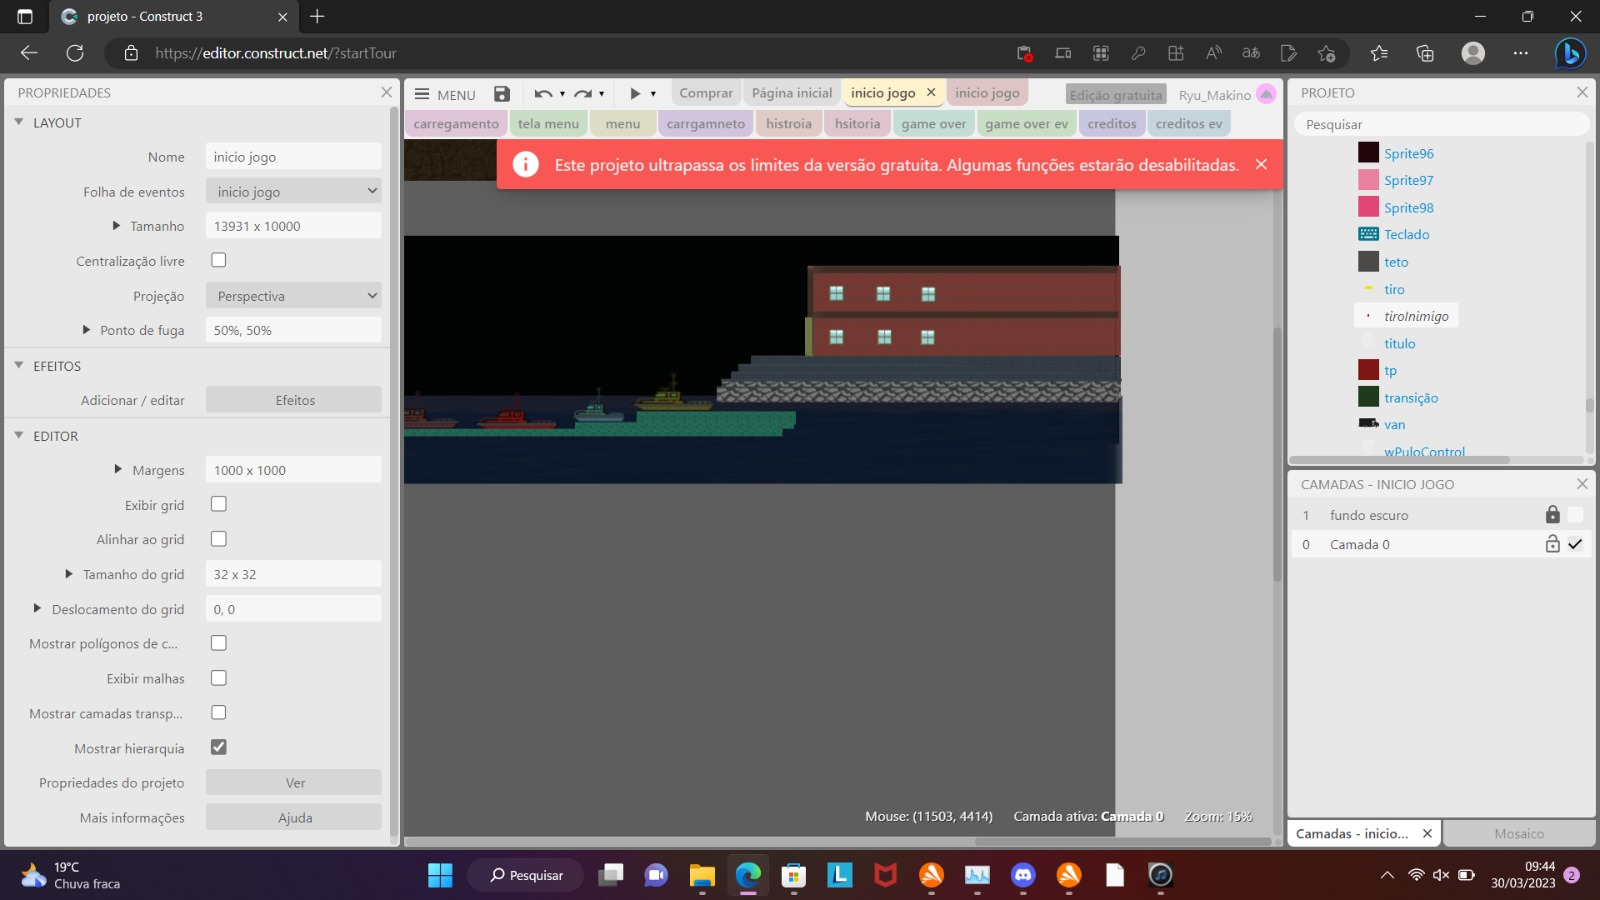 projeto - Construct 3
https://editor.construct.net/?startTour
PROPRIEDADES
LAYOUT
Nome inicio jogo
Folha de eventos inicio jogo
Tamanho 13931 x 10000
Centralização livre
Projeção Perspectiva
Ponto de fuga 50%, 50%
EFEITOS
Adicionar / editar Efeitos
EDITOR
Margens 1000 x 1000
Exibir grid
Alinhar ao grid
Tamanho do grid 32 x 32
Deslocamento do grid 0, 0
Mostrar polígonos de c...
Exibir malhas
Mostrar camadas transp...
Mostrar hierarquia
Propriedades do projeto Ver
Mais informações Ajuda
MENU Comprar Página inicial inicio jogo inicio jogo Edição gratuita Ryu_Makino
carregamento tela menu menu carrgamneto histroia hsitoria game over game over ev creditos creditos ev
Este projeto ultrapassa os limites da versão gratuita. Algumas funções estarão desabilitadas.
Mouse: (11503, 4414) Camada ativa: Camada 0 Zoom: 15%
PROJETO
Pesquisar
Sprite96
Sprite97
Sprite98
Teclado
teto
tiro
tiroInimigo
titulo
tp
transição
van
wPuloControl
CAMADAS - INICIO JOGO
1 fundo escuro
0 Camada 0
Camadas - inicio... Mosaico
19°C
Chuva fraca
Pesquisar
09:44
30/03/2023
2